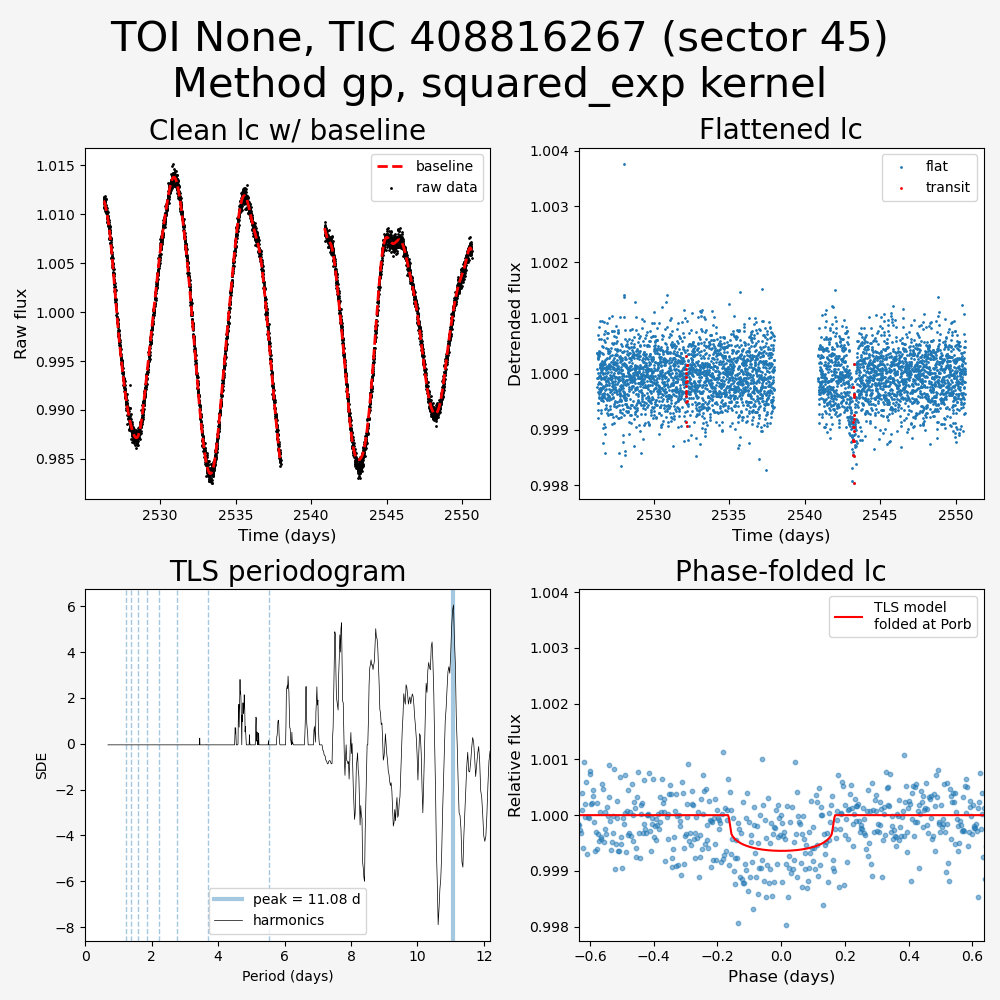 TOI None, TIC 408816267 (sector 45)
Method gp, squared_exp kernel
Clean lc w/ baseline
Raw flux
1.015
1.010
1.005
1.000
0.995
0.990
0.985
baseline
raw data
2530
2535
2540
2545
2550
Time (days)
Flattened lc
Detrended flux
1.004
1.003
1.002
1.001
1.000
0.999
0.998
flat
transit
2530
2535
2540
2545
2550
Time (days)
TLS periodogram
SDE
6
4
2
0
−2
−4
−6
−8
peak = 11.08 d
harmonics
0
2
4
6
8
10
12
Period (days)
Phase-folded lc
Relative flux
1.004
1.003
1.002
1.001
1.000
0.999
0.998
TLS model
folded at Porb
−0.6
−0.4
−0.2
0.0
0.2
0.4
0.6
Phase (days)